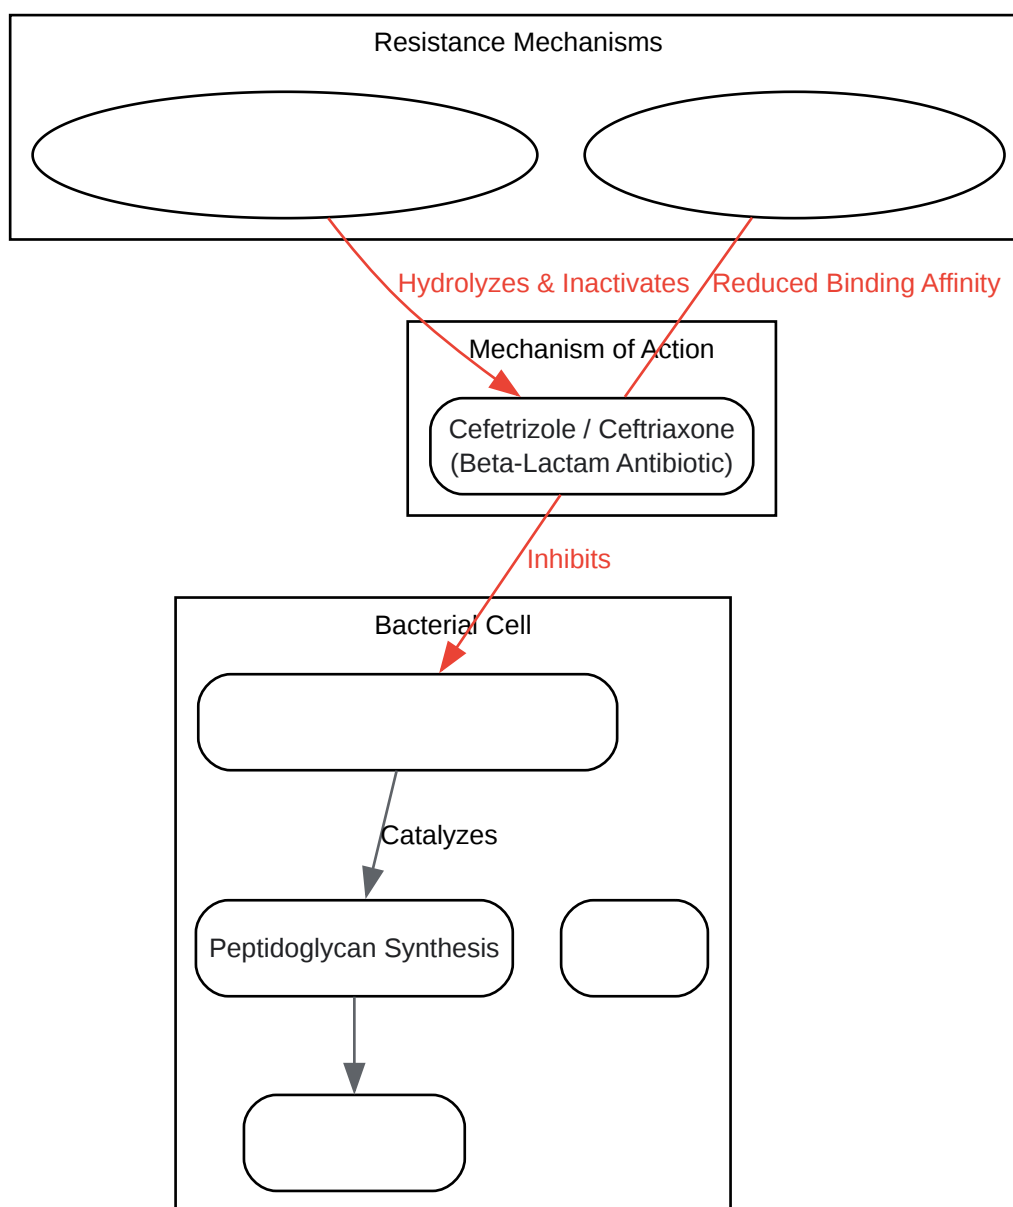 Resistance Mechanisms
Hydrolyzes & Inactivates
Reduced Binding Affinity
Mechanism of Action
Cefetrizole / Ceftriaxone
(Beta-Lactam Antibiotic)
Inhibits
Bacterial Cell
Catalyzes
Peptidoglycan Synthesis